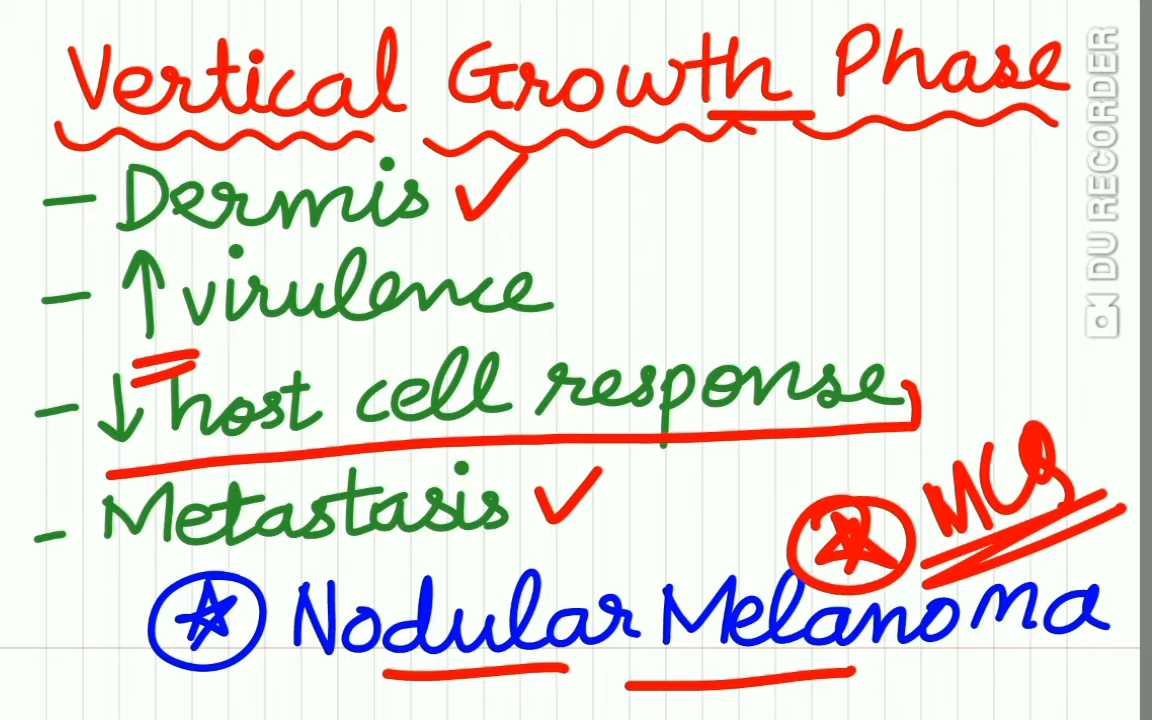 Vertical Growth Phase
- Dermis ✓
- ↑ virulence
- ↓ host cell response
- Metastasis ✓
MCQ
Nodular Melanoma
DU RECORDER